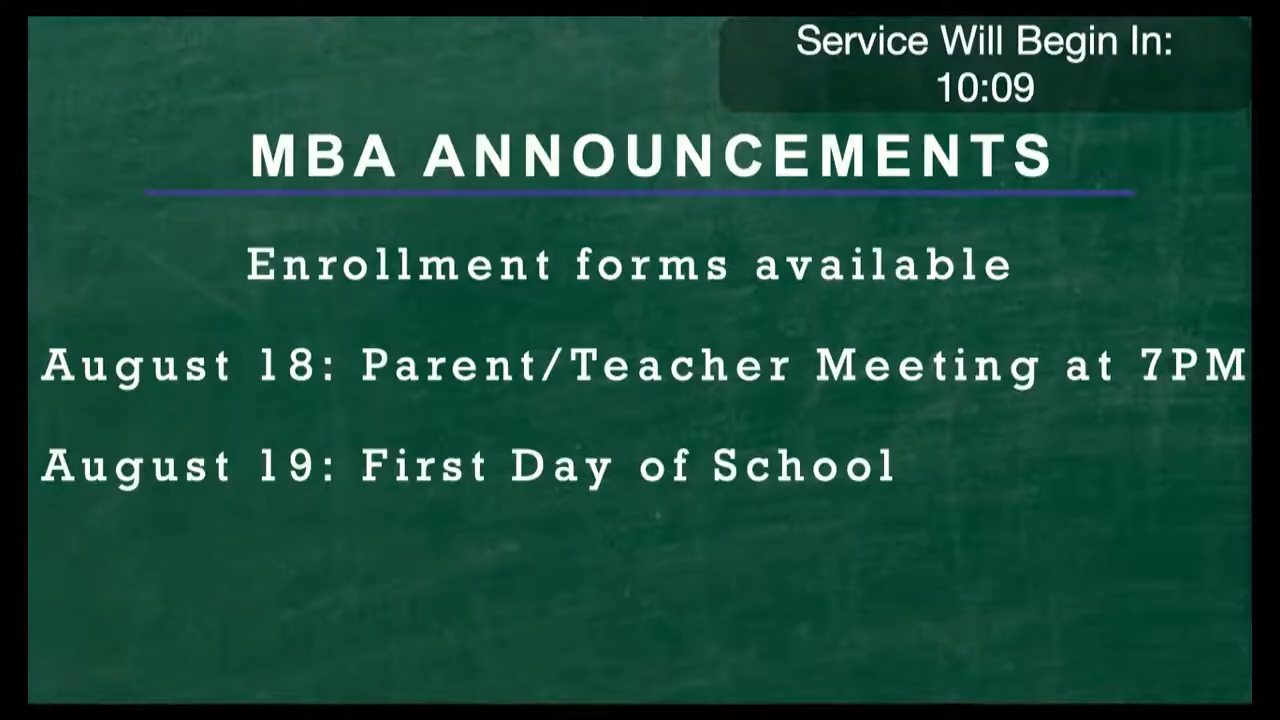 Service Will Begin In:
10:09
MBA ANNOUNCEMENTS
Enrollment forms available
August 18: Parent/Teacher Meeting at 7PM
August 19: First Day of School